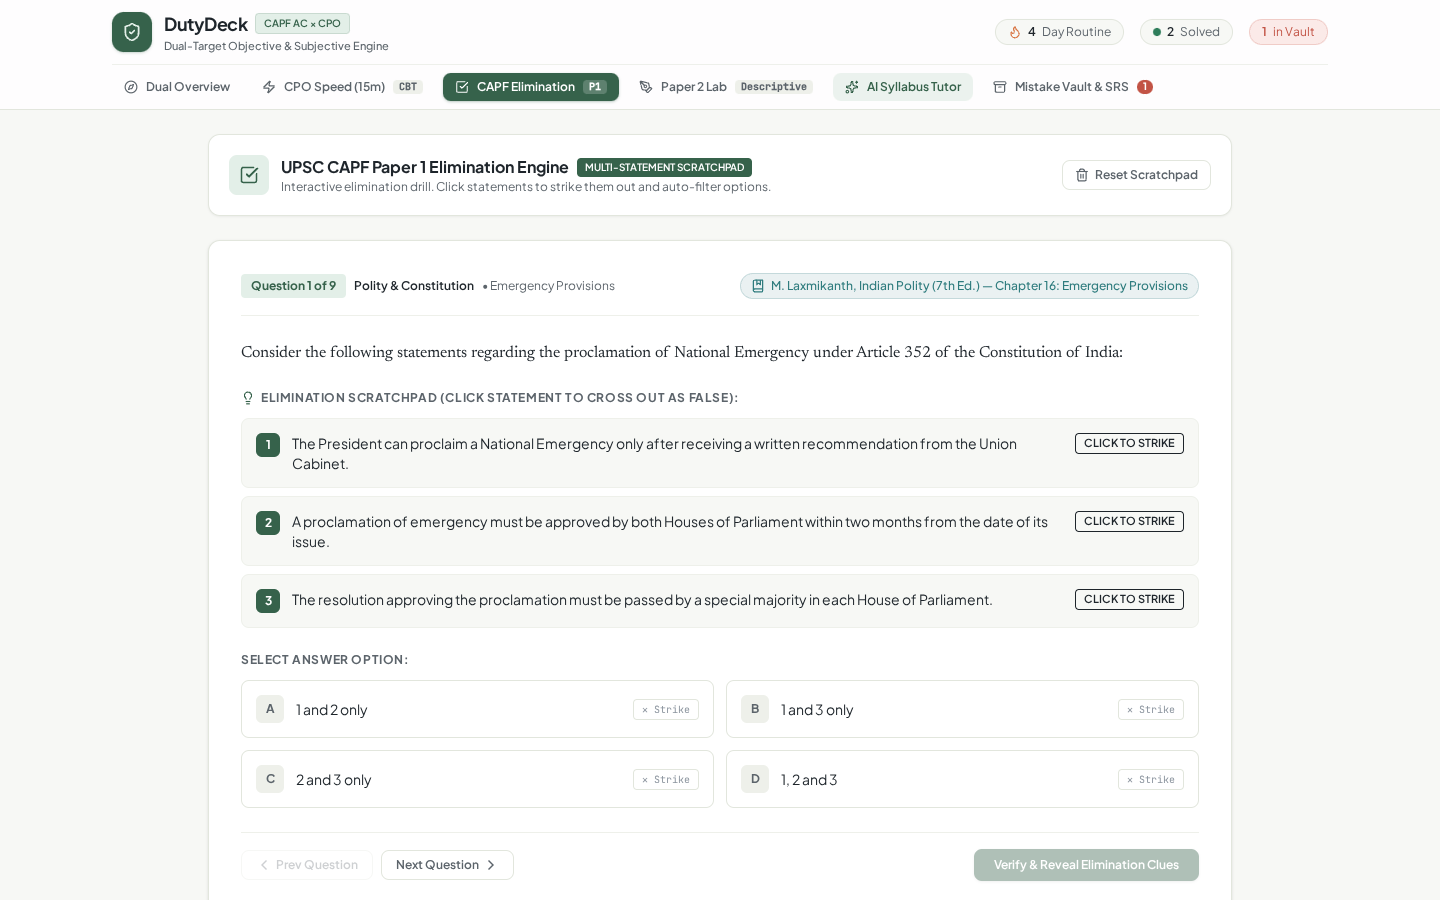 DutyDeck CAPF AC × CPO
Dual-Target Objective & Subjective Engine
4 Day Routine
2 Solved
1 in Vault
Dual Overview
CPO Speed (15m) CBT
CAPF Elimination P1
Paper 2 Lab Descriptive
AI Syllabus Tutor
Mistake Vault & SRS 1
UPSC CAPF Paper 1 Elimination Engine MULTI-STATEMENT SCRATCHPAD
Interactive elimination drill. Click statements to strike them out and auto-filter options.
Reset Scratchpad
Question 1 of 9 Polity & Constitution • Emergency Provisions
M. Laxmikanth, Indian Polity (7th Ed.) — Chapter 16: Emergency Provisions
Consider the following statements regarding the proclamation of National Emergency under Article 352 of the Constitution of India:
ELIMINATION SCRATCHPAD (CLICK STATEMENT TO CROSS OUT AS FALSE):
1 The President can proclaim a National Emergency only after receiving a written recommendation from the Union
Cabinet.
CLICK TO STRIKE
2 A proclamation of emergency must be approved by both Houses of Parliament within two months from the date of its
issue.
CLICK TO STRIKE
3 The resolution approving the proclamation must be passed by a special majority in each House of Parliament.
CLICK TO STRIKE
SELECT ANSWER OPTION:
A 1 and 2 only × Strike
B 1 and 3 only × Strike
C 2 and 3 only × Strike
D 1, 2 and 3 × Strike
Prev Question
Next Question
Verify & Reveal Elimination Clues